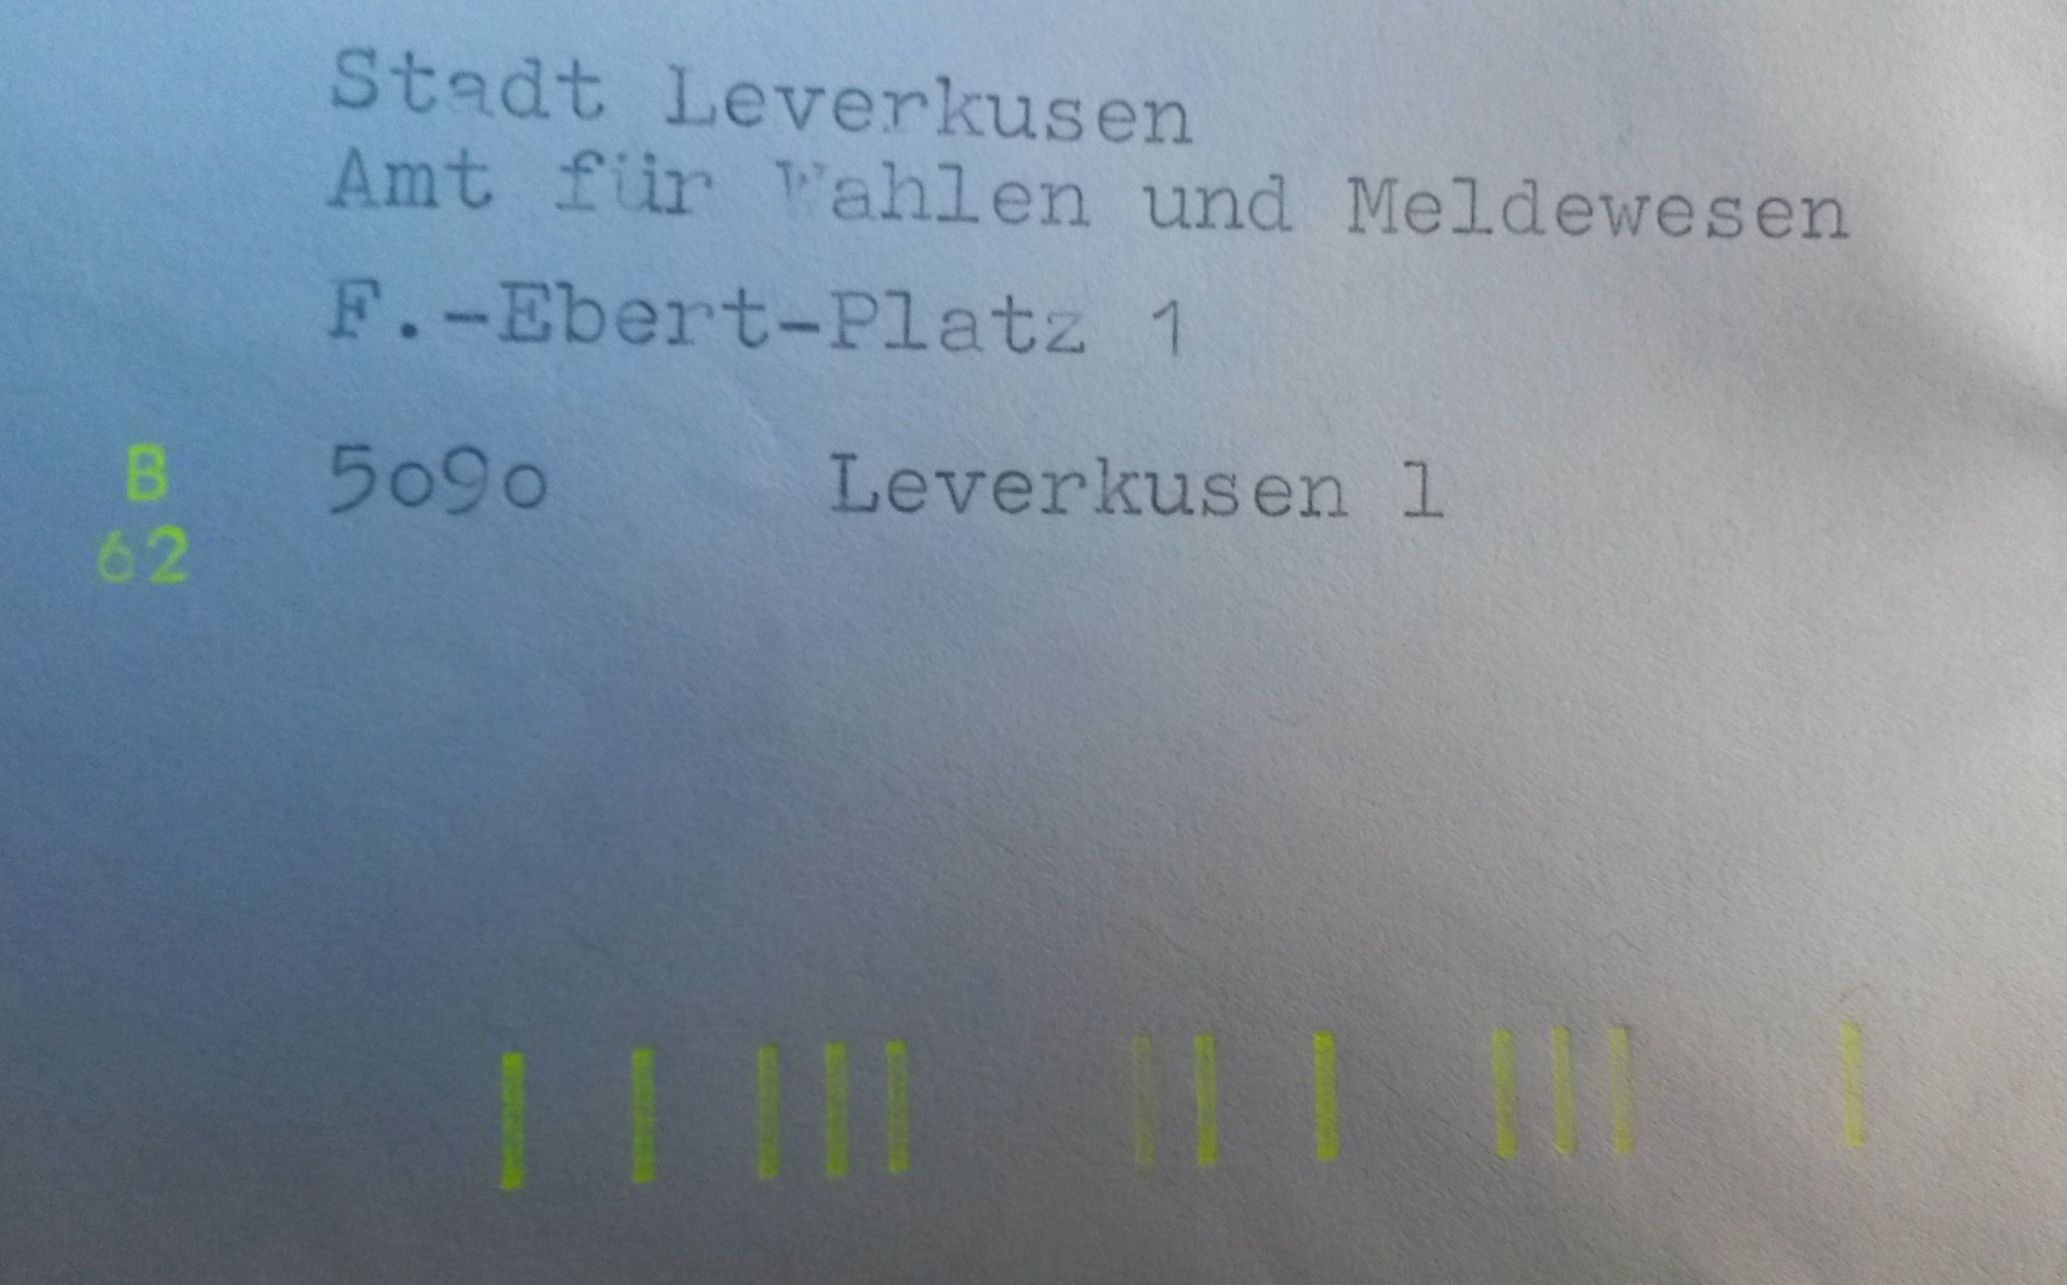 Stadt Leverkusen
Amt für Wahlen und Meldewesen
F.-Ebert-Platz 1
B 5o9o Leverkusen 1
62